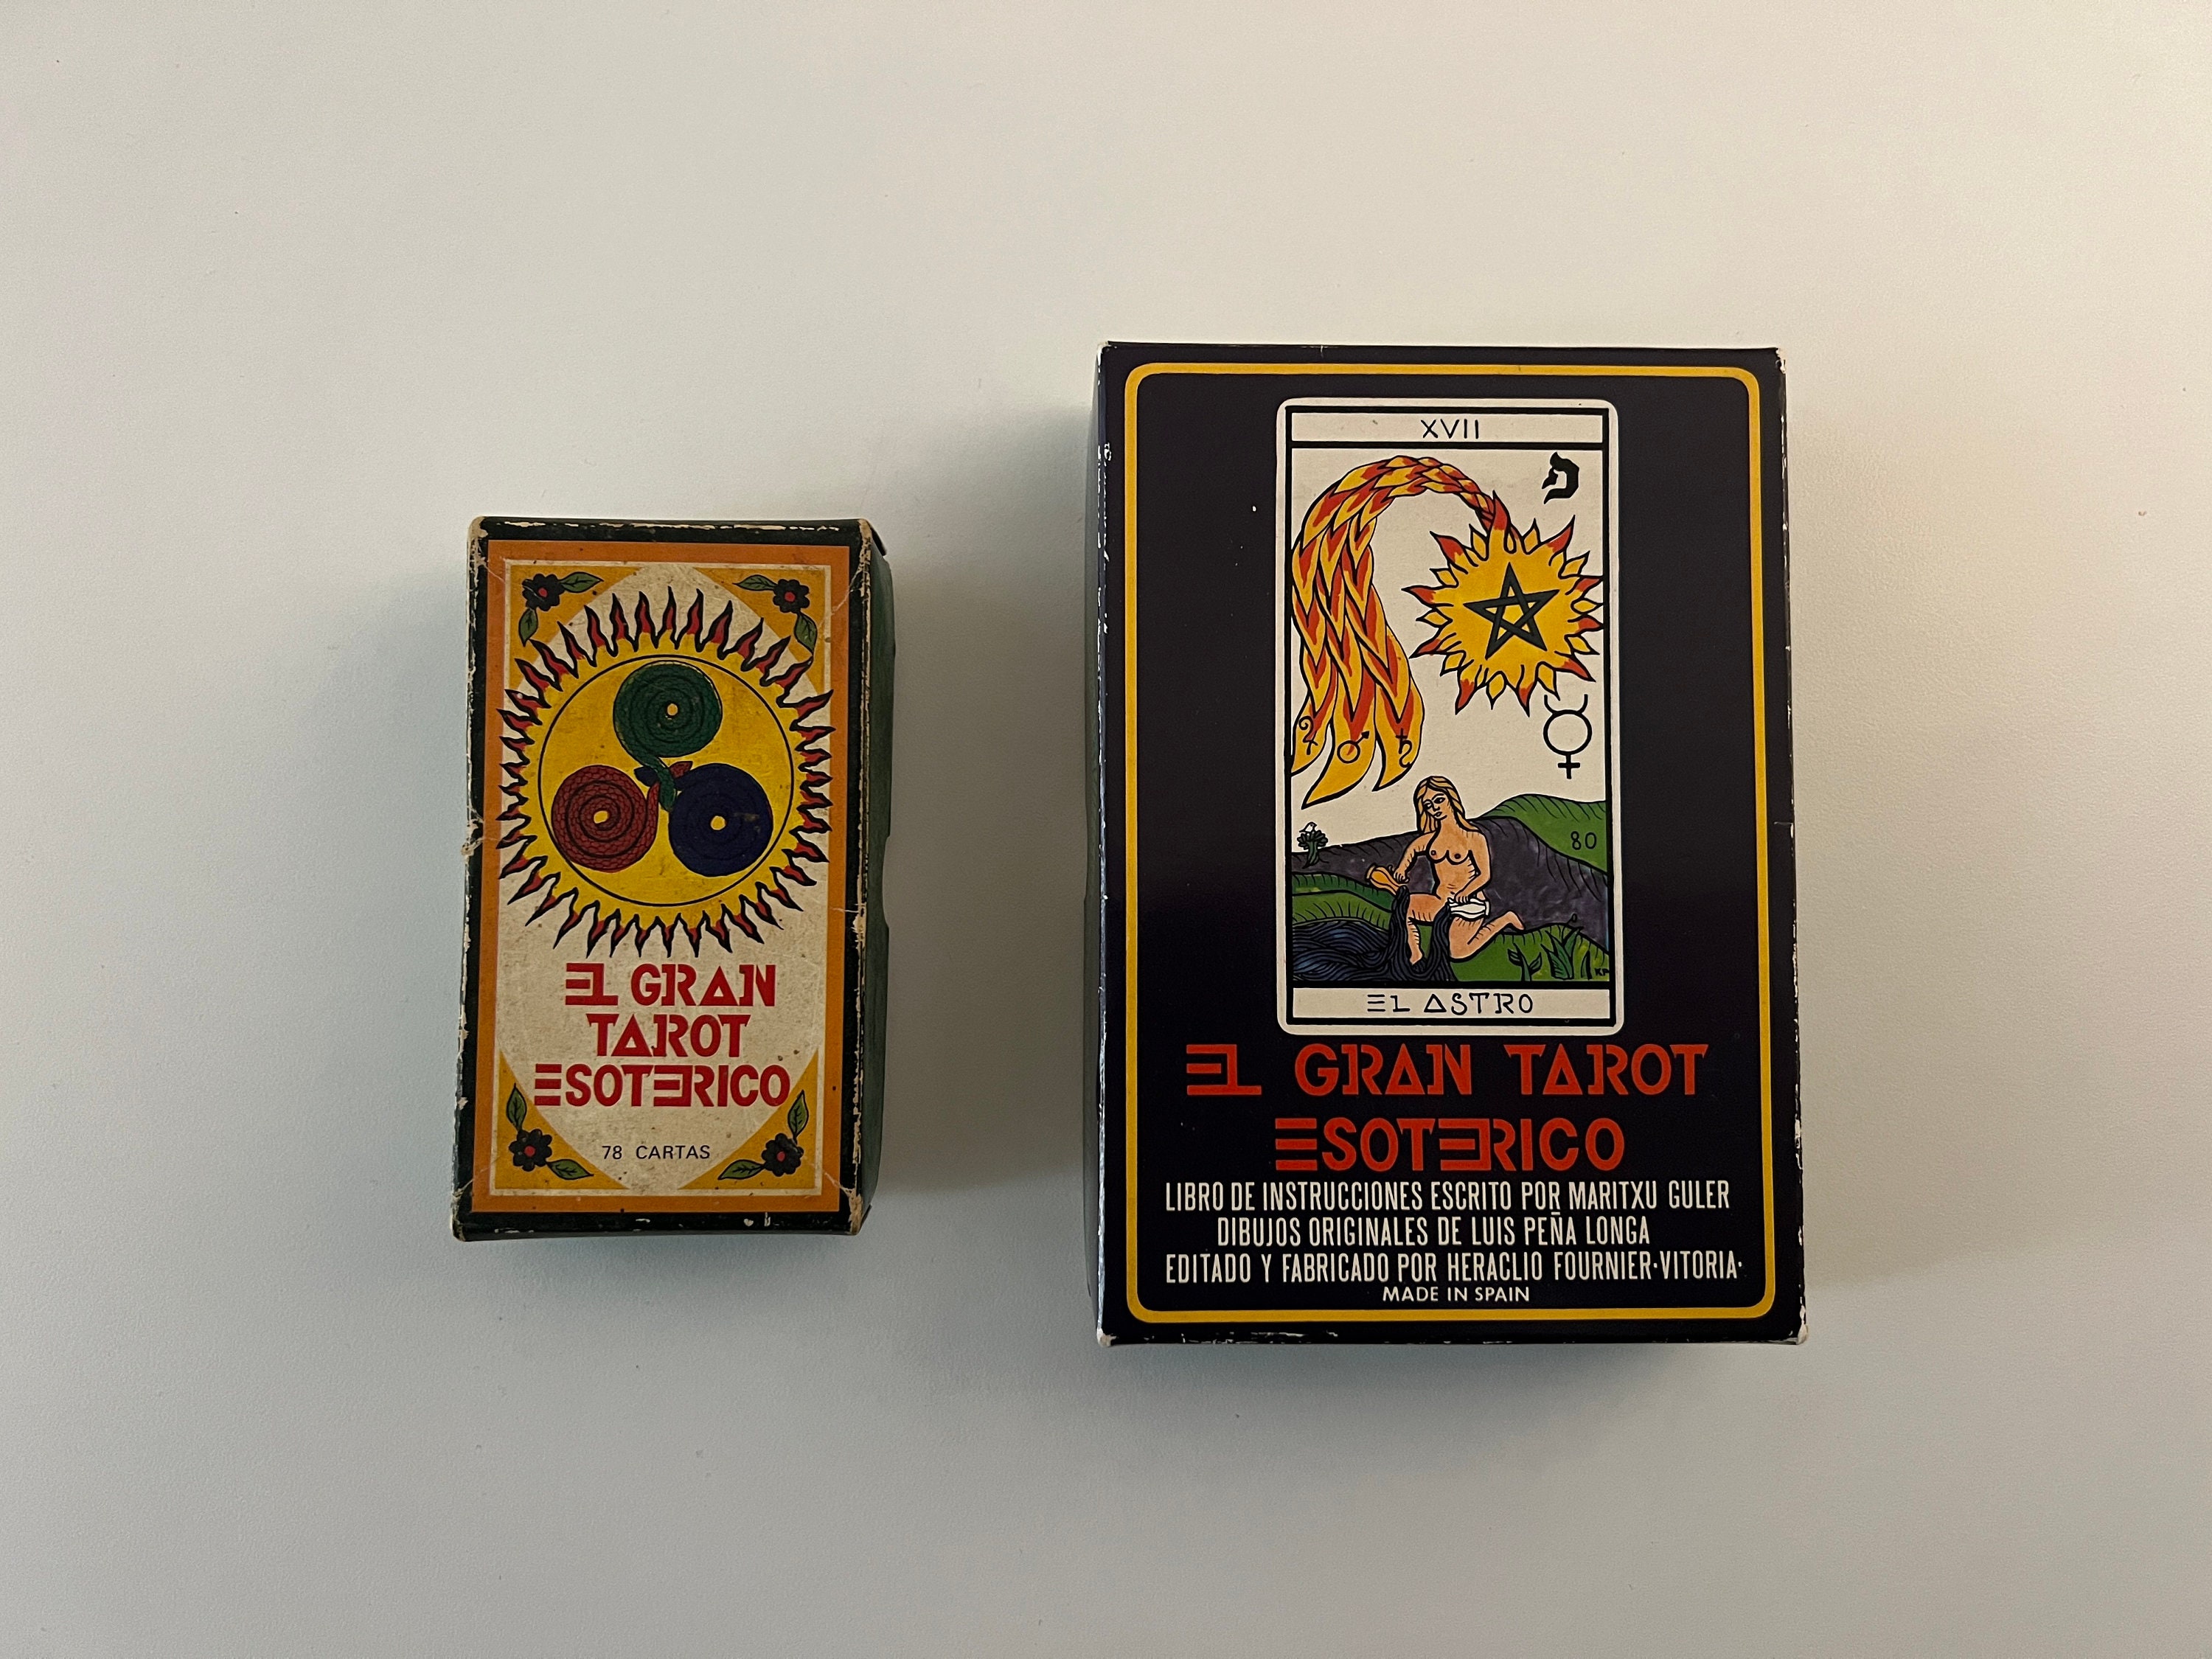 EL GRAN
TAROT
ESOTERICO
78 CARTAS
XVII
פ
80
EL ASTRO
EL GRAN TAROT
ESOTERICO
LIBRO DE INSTRUCCIONES ESCRITO POR MARITXU GULER
DIBUJOS ORIGINALES DE LUIS PEÑA LONGA
EDITADO Y FABRICADO POR HERACLIO FOURNIER·VITORIA·
MADE IN SPAIN